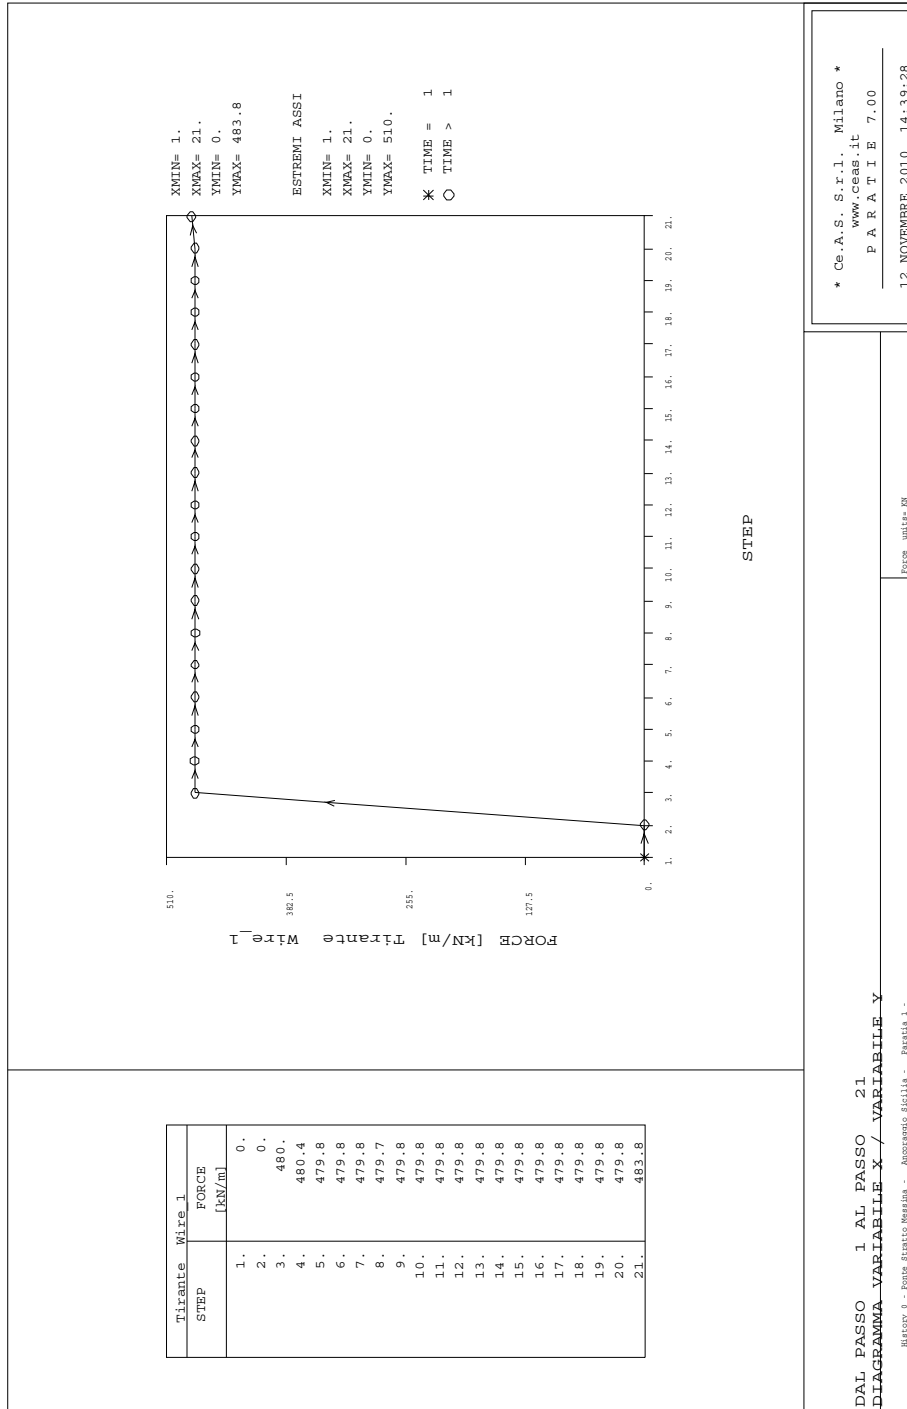 Tirante Wire_1
STEP FORCE
[kN/m]
1. 0.
2. 0.
3. 480.
4. 480.4
5. 479.8
6. 479.8
7. 479.8
8. 479.7
9. 479.8
10. 479.8
11. 479.8
12. 479.8
13. 479.8
14. 479.8
15. 479.8
16. 479.8
17. 479.8
18. 479.8
19. 479.8
20. 479.8
21. 483.8
FORCE [kN/m] Tirante Wire_1
510.
382.5
255.
127.5
0.
1. 2. 3. 4. 5. 6. 7. 8. 9. 10. 11. 12. 13. 14. 15. 16. 17. 18. 19. 20. 21.
STEP
XMIN= 1.
XMAX= 21.
YMIN= 0.
YMAX= 483.8
ESTREMI ASSI
XMIN= 1.
XMAX= 21.
YMIN= 0.
YMAX= 510.
TIME = 1
TIME > 1
* Ce.A.S. S.r.l. Milano *
www.ceas.it
P A R A T I E 7.00
12 NOVEMBRE 2010 14:39:28
DAL PASSO 1 AL PASSO 21
DIAGRAMMA VARIABILE X / VARIABILE Y
History 0 - Ponte Stratto Messina - Ancoraggio Sicilia - Paratia 1 -
Force units= KN